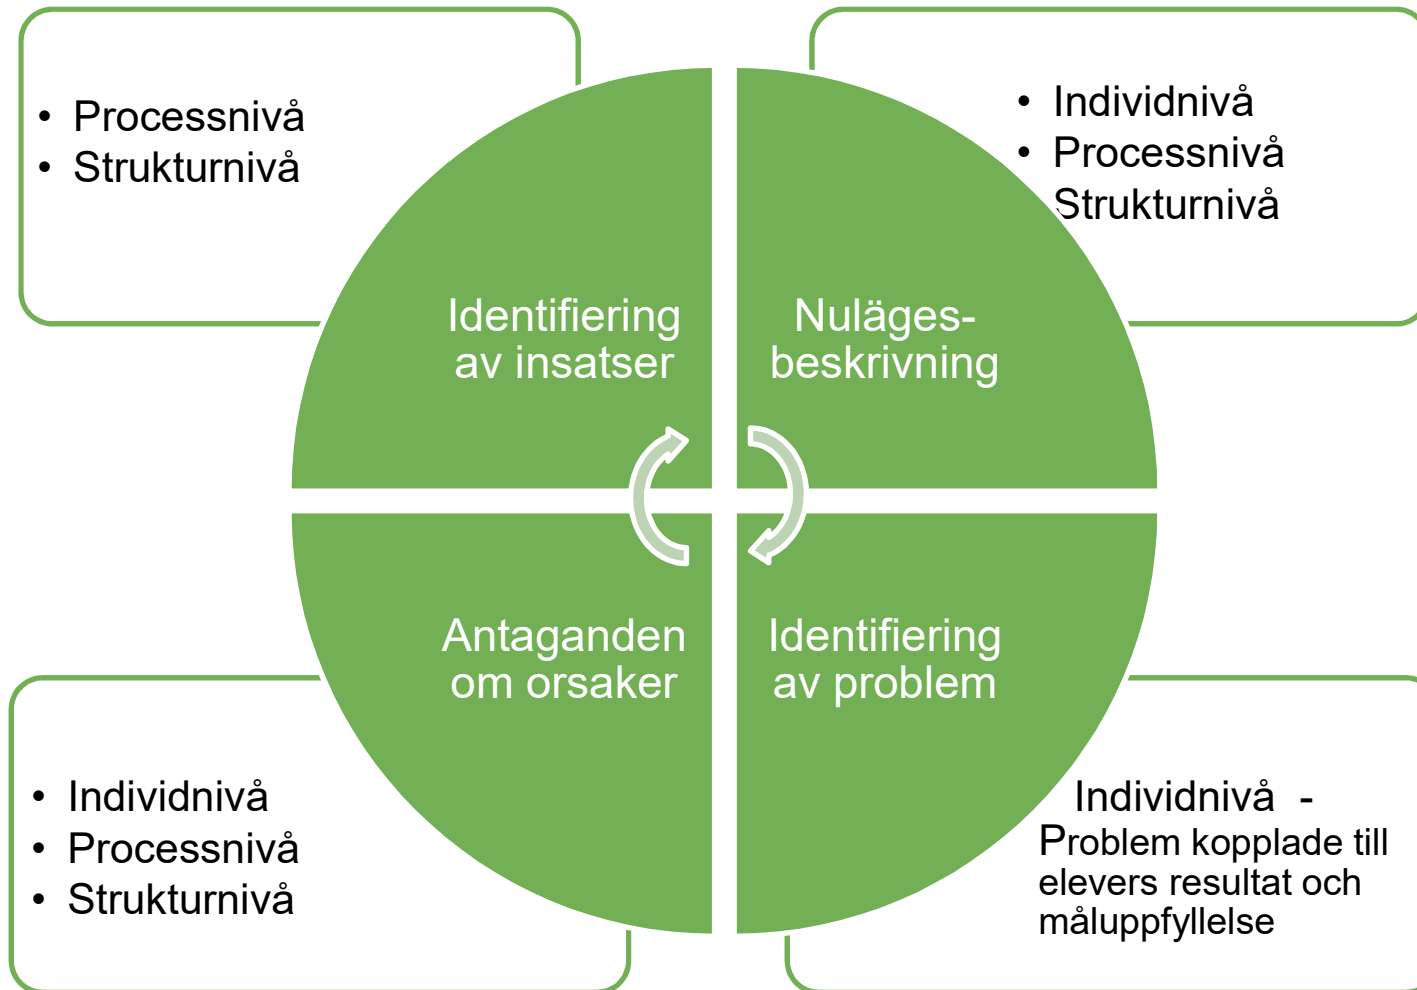 • Processnivå
• Strukturnivå
• Individnivå
• Processnivå
Strukturnivå
Identifiering
av insatser
Nuläges-
beskrivning
Antaganden
om orsaker
Identifiering
av problem
• Individnivå
• Processnivå
• Strukturnivå
Individnivå -
Problem kopplade till
elevers resultat och
måluppfyllelse